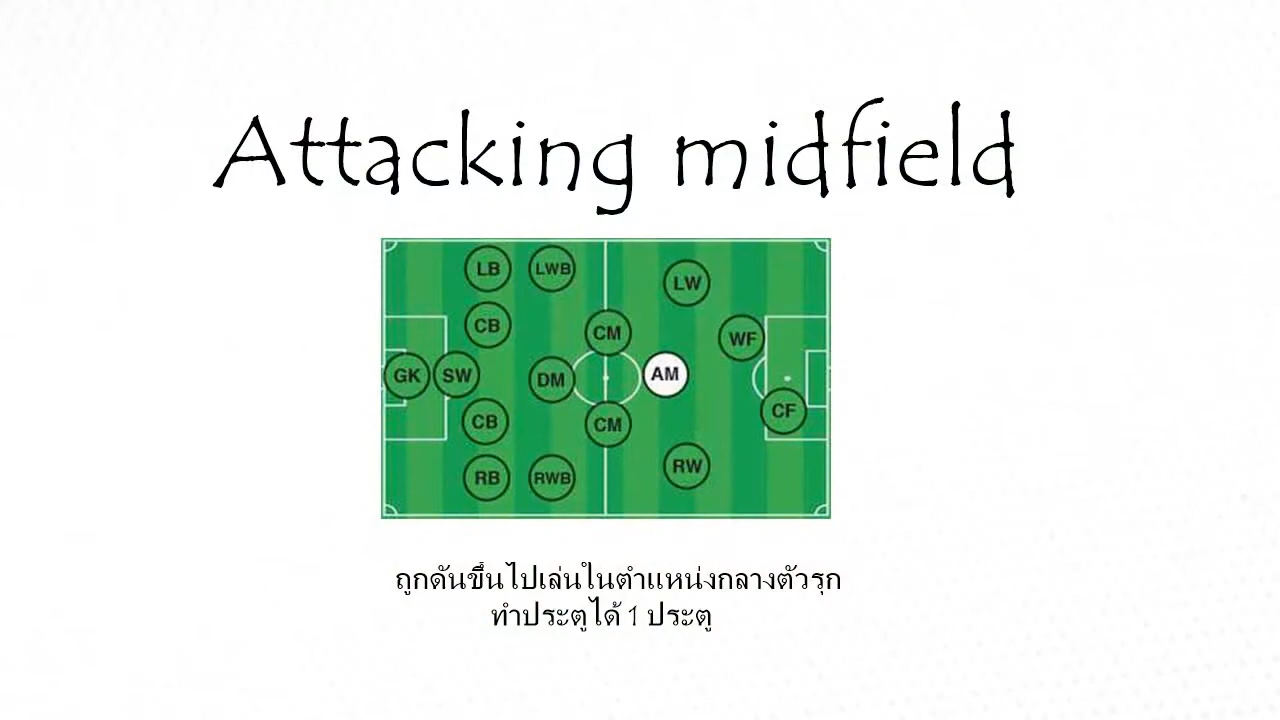 Attacking midfield
LB
LWB
LW
CB
CM
WF
GK
SW
DM
AM
CF
CB
CM
RB
RWB
RW
ถูกดันขึ้นไปเล่นในตำแหน่งกลางตัวรุก
ทำประตูได้ 1 ประตู